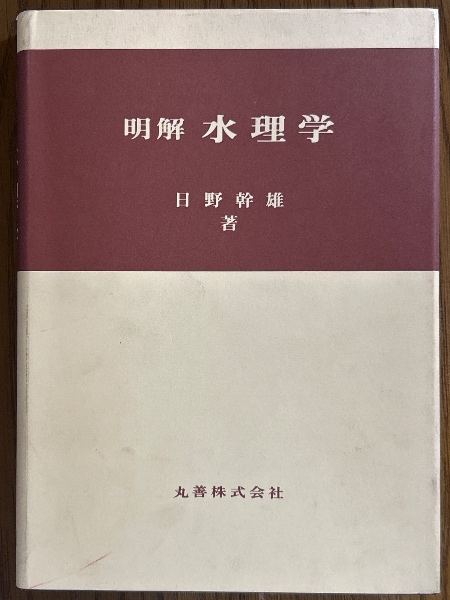 明解 水理学
日野幹雄
著
丸善株式会社